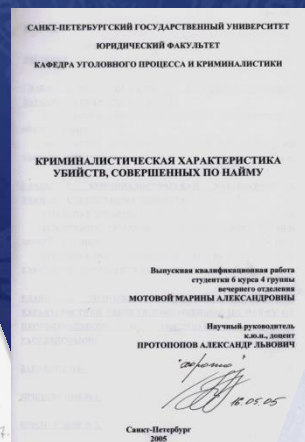 САНКТ-ПЕТЕРБУРГСКИЙ ГОСУДАРСТВЕННЫЙ УНИВЕРСИТЕТ
ЮРИДИЧЕСКИЙ ФАКУЛЬТЕТ
КАФЕДРА УГОЛОВНОГО ПРОЦЕССА И КРИМИНАЛИСТИКИ
КРИМИНАЛИСТИЧЕСКАЯ ХАРАКТЕРИСТИКА
УБИЙСТВ, СОВЕРШЕННЫХ ПО НАЙМУ
Выпускная квалификационная работа
студентки 6 курса 4 группы
вечернего отделения
МОТОВОЙ МАРИНЫ АЛЕКСАНДРОВНЫ
Научный руководитель
к.ю.н., доцент
ПРОТОПОПОВ АЛЕКСАНДР ЛЬВОВИЧ
"хорошо"
16.05.05
Санкт-Петербург
2005